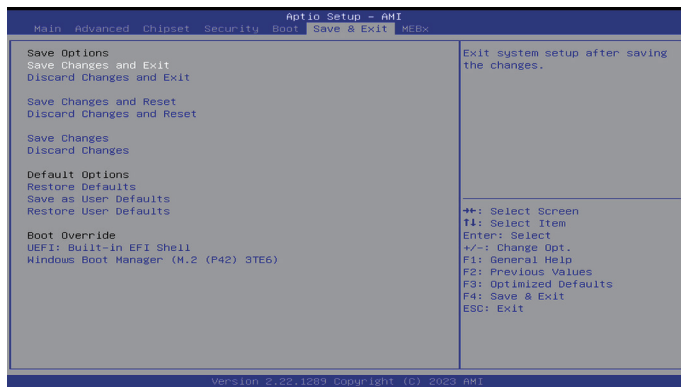 Aptio Setup – AMI
Main Advanced Chipset Security Boot Save & Exit MEBx
Save Options
Save Changes and Exit
Discard Changes and Exit
Save Changes and Reset
Discard Changes and Reset
Save Changes
Discard Changes
Default Options
Restore Defaults
Save as User Defaults
Restore User Defaults
Boot Override
UEFI: Built-in EFI Shell
Windows Boot Manager (M.2 (P42) 3TE6)
Exit system setup after saving
the changes.
→←: Select Screen
↑↓: Select Item
Enter: Select
+/-: Change Opt.
F1: General Help
F2: Previous Values
F3: Optimized Defaults
F4: Save & Exit
ESC: Exit
Version 2.22.1289 Copyright (C) 2023 AMI